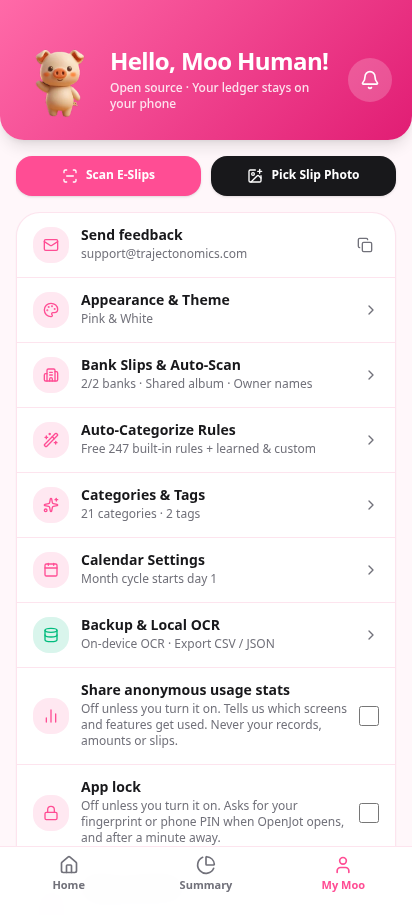 Hello, Moo Human!
Open source · Your ledger stays on
your phone
Scan E-Slips
Pick Slip Photo
Send feedback
support@trajectonomics.com
Appearance & Theme
Pink & White
Bank Slips & Auto-Scan
2/2 banks · Shared album · Owner names
Auto-Categorize Rules
Free 247 built-in rules + learned & custom
Categories & Tags
21 categories · 2 tags
Calendar Settings
Month cycle starts day 1
Backup & Local OCR
On-device OCR · Export CSV / JSON
Share anonymous usage stats
Off unless you turn it on. Tells us which screens
and features get used. Never your records,
amounts or slips.
App lock
Off unless you turn it on. Asks for your
fingerprint or phone PIN when OpenJot opens,
and after a minute away.
Home
Summary
My Moo